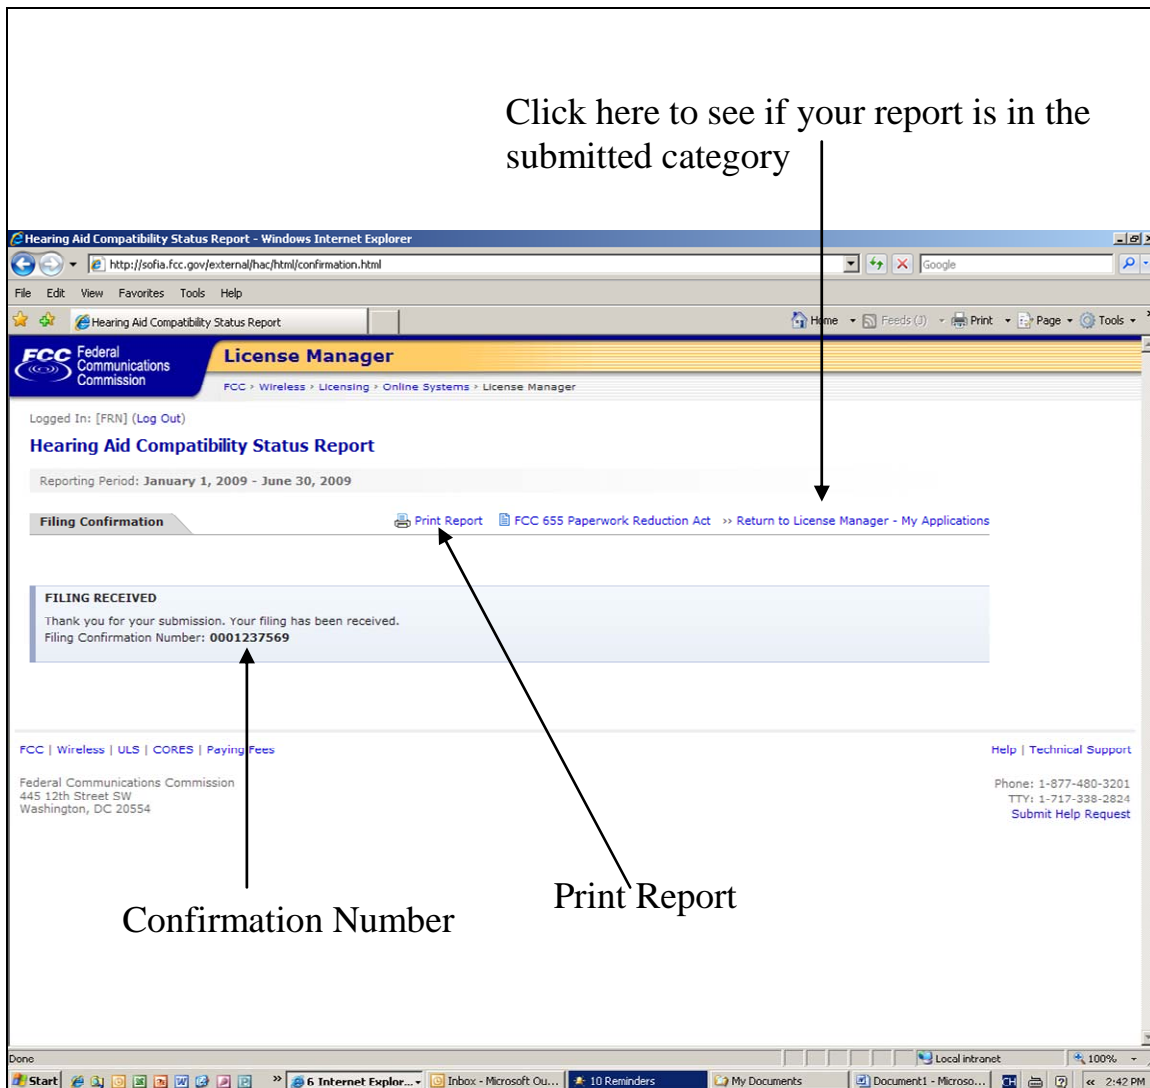 Click here to see if your report is in the
submitted category
Hearing Aid Compatibility Status Report - Windows Internet Explorer
http://sofia.fcc.gov/external/hac/html/confirmation.html
Google
File Edit View Favorites Tools Help
Hearing Aid Compatibility Status Report
Home Feeds (J) Print Page Tools
FCC Federal Communications Commission
License Manager
FCC > Wireless > Licensing > Online Systems > License Manager
Logged In: [FRN] (Log Out)
Hearing Aid Compatibility Status Report
Reporting Period: January 1, 2009 - June 30, 2009
Filing Confirmation
Print Report FCC 655 Paperwork Reduction Act ›› Return to License Manager - My Applications
FILING RECEIVED
Thank you for your submission. Your filing has been received.
Filing Confirmation Number: 0001237569
FCC | Wireless | ULS | CORES | Paying Fees
Help | Technical Support
Federal Communications Commission
445 12th Street SW
Washington, DC 20554
Phone: 1-877-480-3201
TTY: 1-717-338-2824
Submit Help Request
Print Report
Confirmation Number
Done
Local intranet
100%
Start » 6 Internet Explor... Inbox - Microsoft Ou... 10 Reminders My Documents Document1 - Microso... CH « 2:42 PM